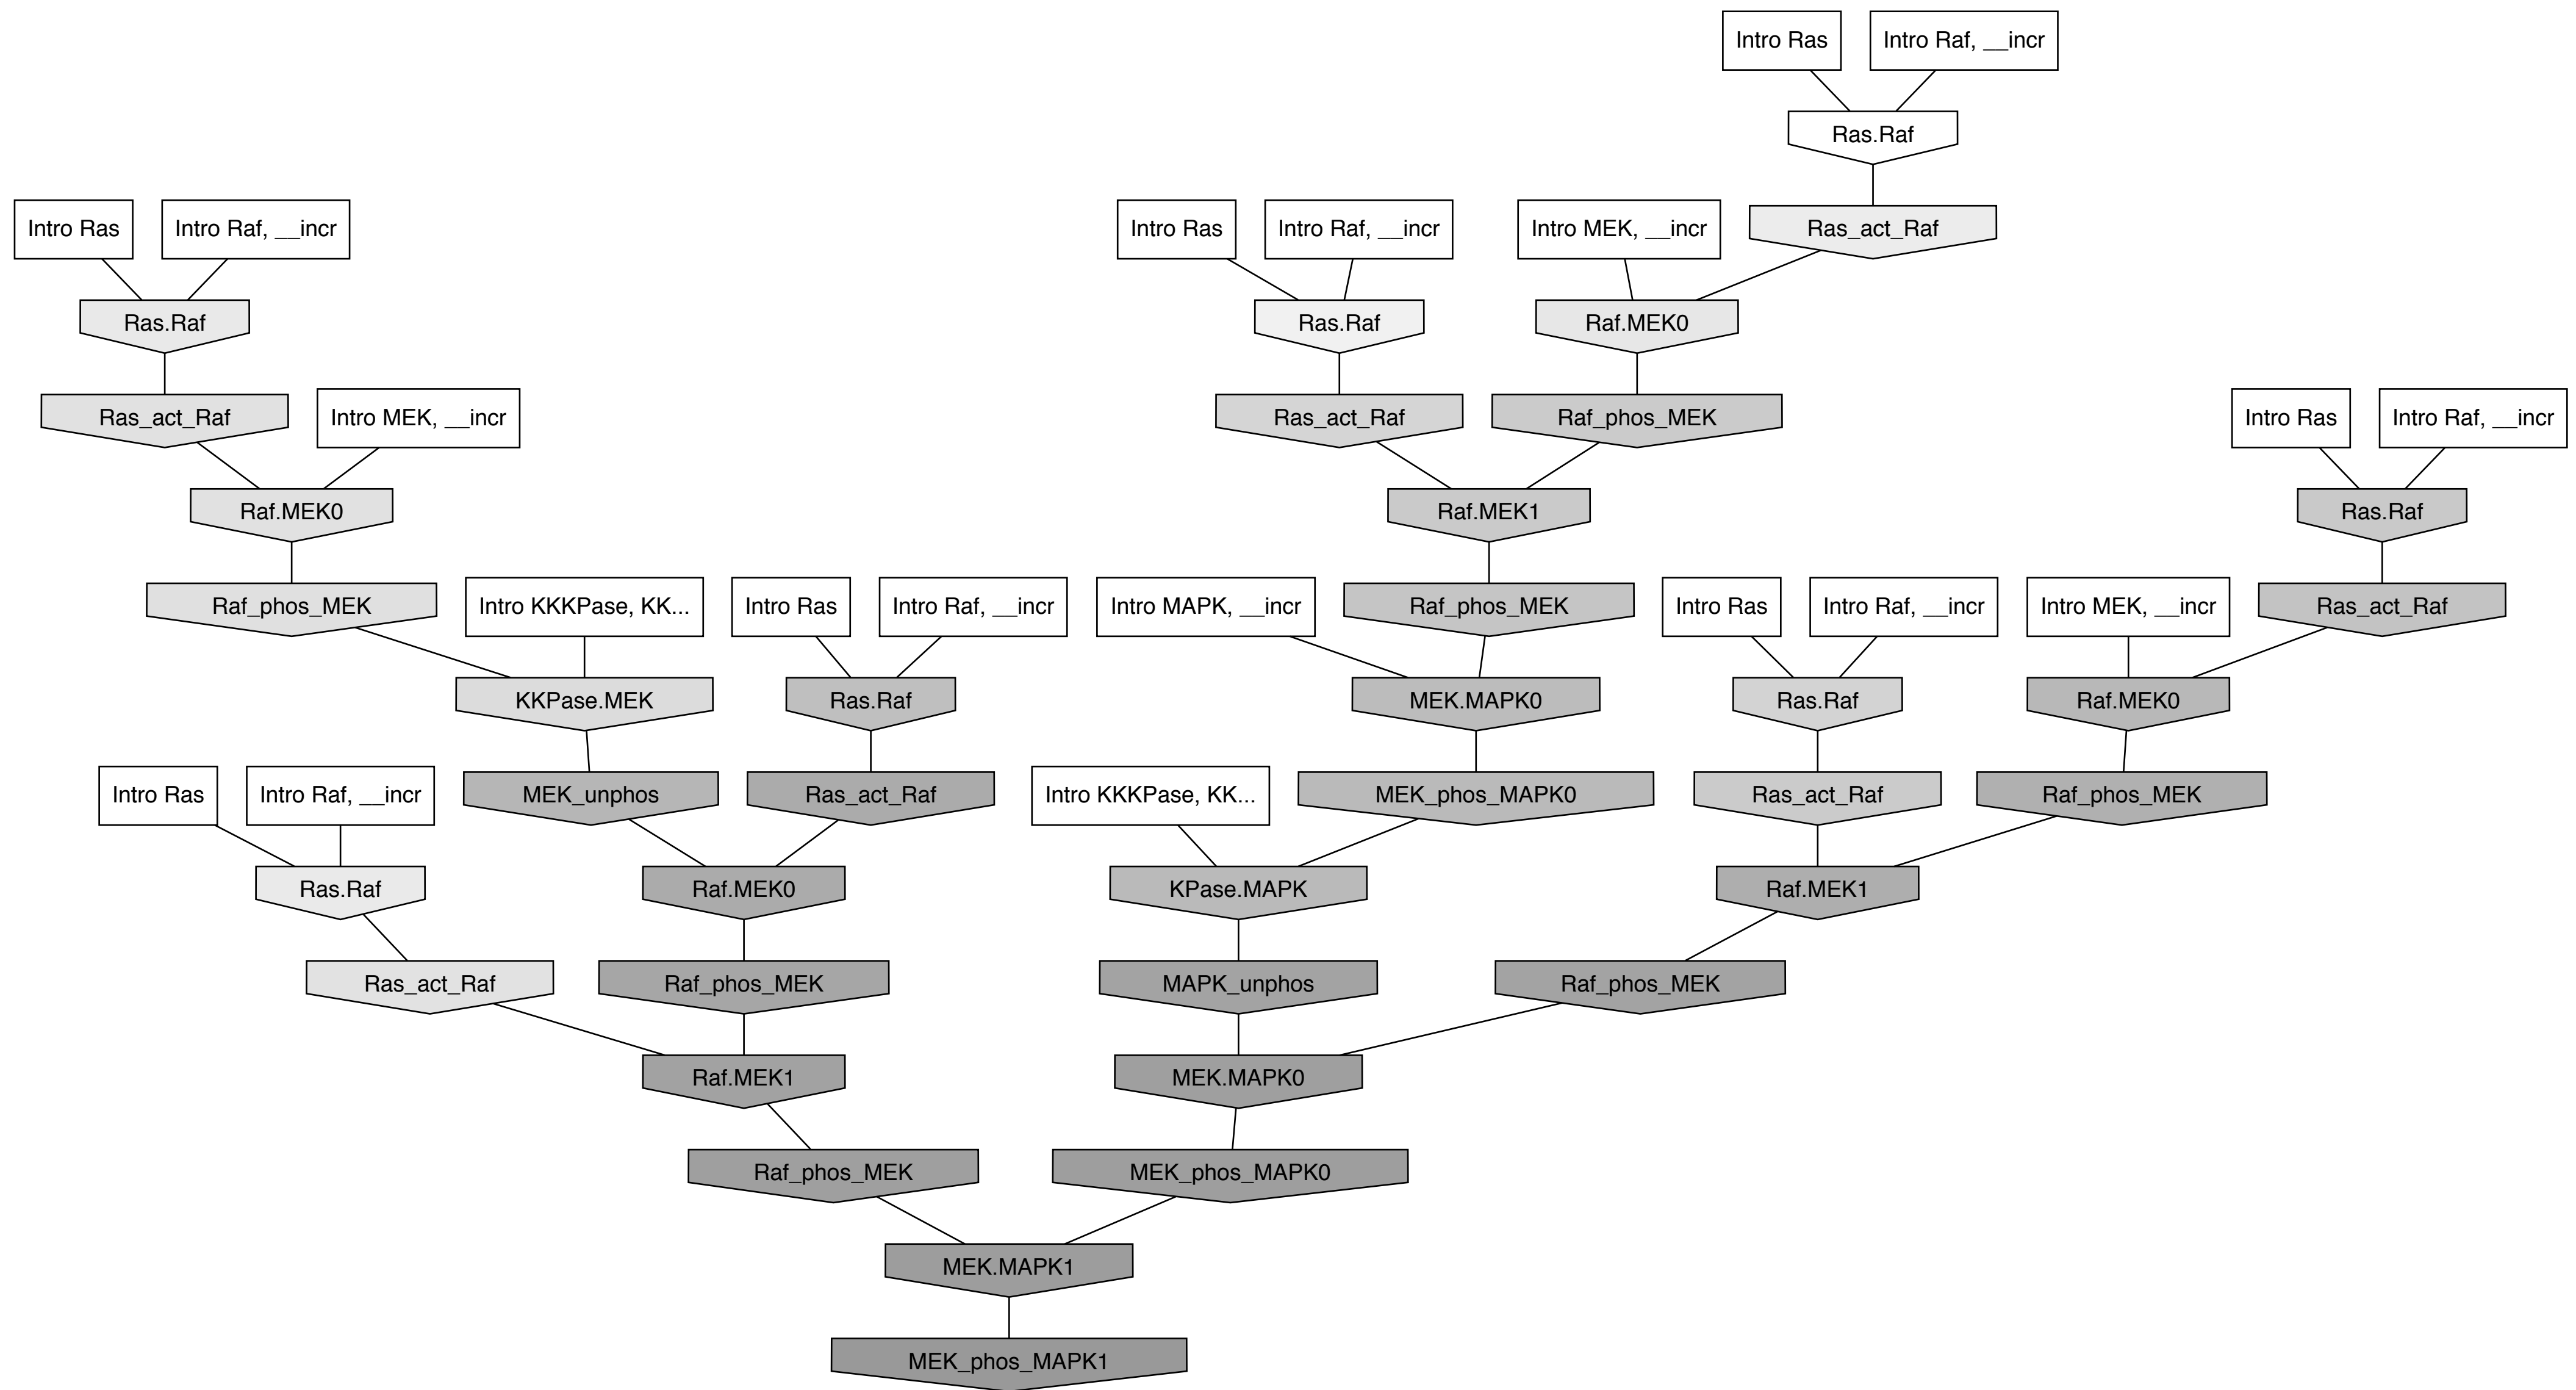 Intro Ras
Intro Raf, __incr
Ras.Raf
Intro Ras
Intro Raf, __incr
Intro Ras
Intro Raf, __incr
Intro MEK, __incr
Ras_act_Raf
Ras.Raf
Ras.Raf
Raf.MEK0
Ras_act_Raf
Intro MEK, __incr
Ras_act_Raf
Raf_phos_MEK
Intro Ras
Intro Raf, __incr
Raf.MEK0
Raf.MEK1
Ras.Raf
Raf_phos_MEK
Intro KKKPase, KK...
Intro Ras
Intro Raf, __incr
Intro MAPK, __incr
Raf_phos_MEK
Intro Ras
Intro Raf, __incr
Intro MEK, __incr
Ras_act_Raf
KKPase.MEK
Ras.Raf
MEK.MAPK0
Ras.Raf
Raf.MEK0
Intro Ras
Intro Raf, __incr
MEK_unphos
Ras_act_Raf
Intro KKKPase, KK...
MEK_phos_MAPK0
Ras_act_Raf
Raf_phos_MEK
Ras.Raf
Raf.MEK0
KPase.MAPK
Raf.MEK1
Ras_act_Raf
Raf_phos_MEK
MAPK_unphos
Raf_phos_MEK
Raf.MEK1
MEK.MAPK0
Raf_phos_MEK
MEK_phos_MAPK0
MEK.MAPK1
MEK_phos_MAPK1